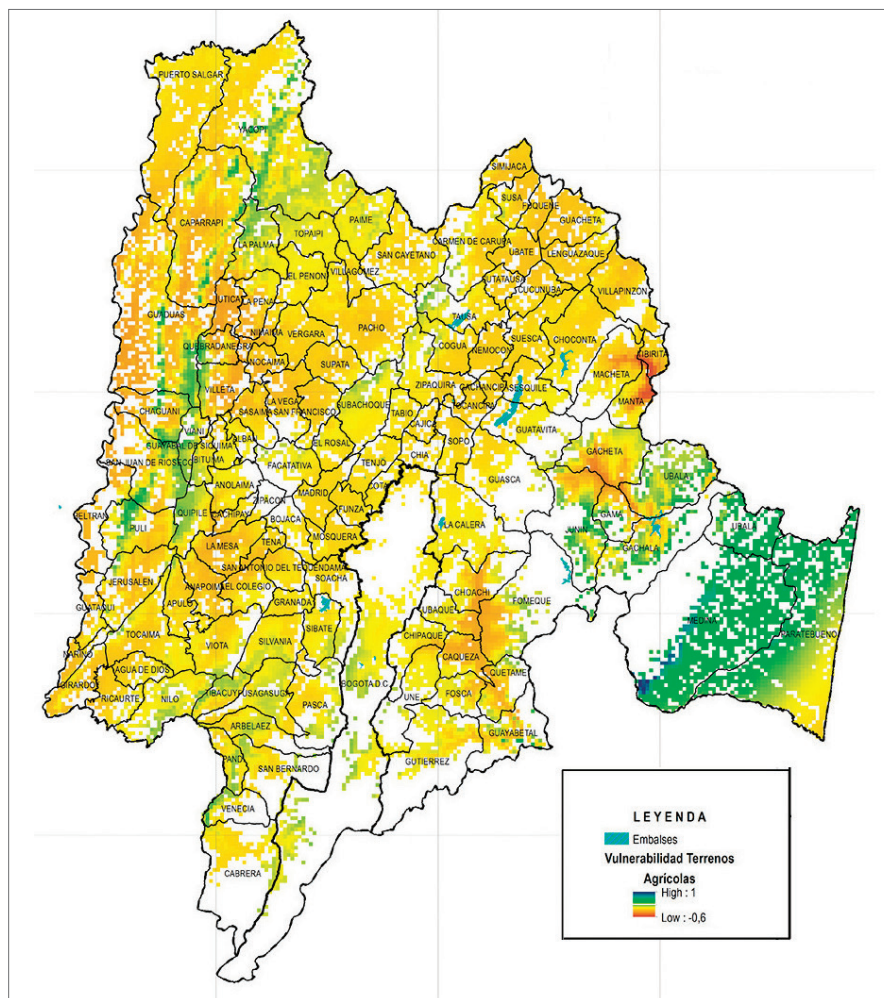 PUERTO SALGAR
YACOPI
SIMIJACA
SUSA
FUQUENE
GUACHETA
CAPARRAPI
PAIME
TOPAIPI
LA PALMA
CARMEN DE CARUPA
UBATE
LENGUAZAQUE
SAN CAYETANO
EL PENON
VILLAGOMEZ
SUTATAUSA
CUCUNUBA
VILLAPINZON
UTICA
LA PENA
GUADUAS
TAUSA
PACHO
NIMAIMA
VERGARA
SUESCA
CHOCONTA
QUEBRADANEGRA
COGUA
NEMOCON
NOCAIMA
TIBIRITA
SUPATA
MACHETA
VILLETA
ZIPAQUIRA
GACHANCIPA
SESQUILE
LA VEGA
MANTA
CHAGUANI
SASAIMA
SAN FRANCISCO
SUBACHOQUE
TABIO
TOCANCIPA
CAJICA
GUATAVITA
VIANI
ALBAN
EL ROSAL
SOPO
GUAYABAL DE SIQUIMA
GACHETA
BITUIMA
CHIA
SAN JUAN DE RIOSECO
FACATATIVA
TENJO
GUASCA
UBALA
ANOLAIMA
MADRID
COTA
ZIPACON
BELTRAN
QUIPILE
CACHIPAY
FUNZA
GAMA
BOJACA
LA CALERA
PULI
JUNIN
UBALA
TENA
MOSQUERA
LA MESA
GACHALA
SAN ANTONIO DEL TEQUENDAMA
SOACHA
JERUSALEN
ANAPOIMA
EL COLEGIO
CHOACHI
APULO
GRANADA
FOMEQUE
GUATAQUI
UBAQUE
MEDINA
SIBATE
TOCAIMA
CHIPAQUE
PARATEBUENO
VIOTA
SILVANIA
NARINO
CAQUEZA
AGUA DE DIOS
QUETAME
GIRARDOT
BOGOTA D.C.
TIBACUY
FUSAGASUGA
RICAURTE
NILO
UNE
FOSCA
PASCA
ARBELAEZ
GUAYABETAL
PANDI
GUTIERREZ
SAN BERNARDO
VENECIA
CABRERA
LEYENDA
Embalses
Vulnerabilidad Terrenos
Agrícolas
High : 1
Low : -0,6